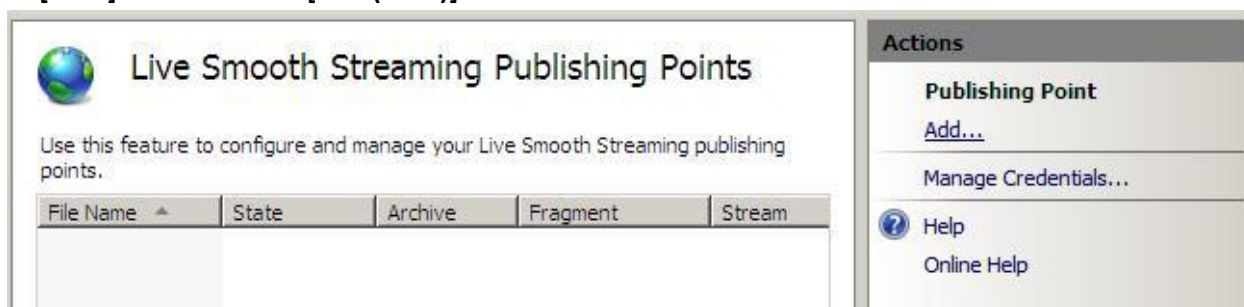 Live Smooth Streaming Publishing Points
Use this feature to configure and manage your Live Smooth Streaming publishing
points.
File Name State Archive Fragment Stream
Actions
Publishing Point
Add...
Manage Credentials...
Help
Online Help